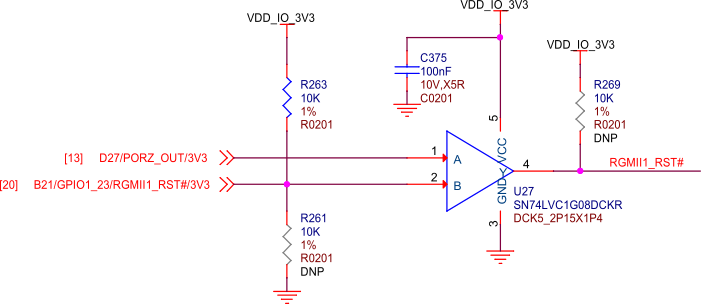 VDD_IO_3V3
VDD_IO_3V3
VDD_IO_3V3
C375
100nF
10V,X5R
C0201
R263
10K
1%
R0201
R269
10K
1%
R0201
DNP
5
VCC
[13] D27/PORZ_OUT/3V3
1
A
4
Y
RGMII1_RST#
[20] B21/GPIO1_23/RGMII1_RST#/3V3
2
B
GND
3
U27
SN74LVC1G08DCKR
DCK5_2P15X1P4
R261
10K
1%
R0201
DNP